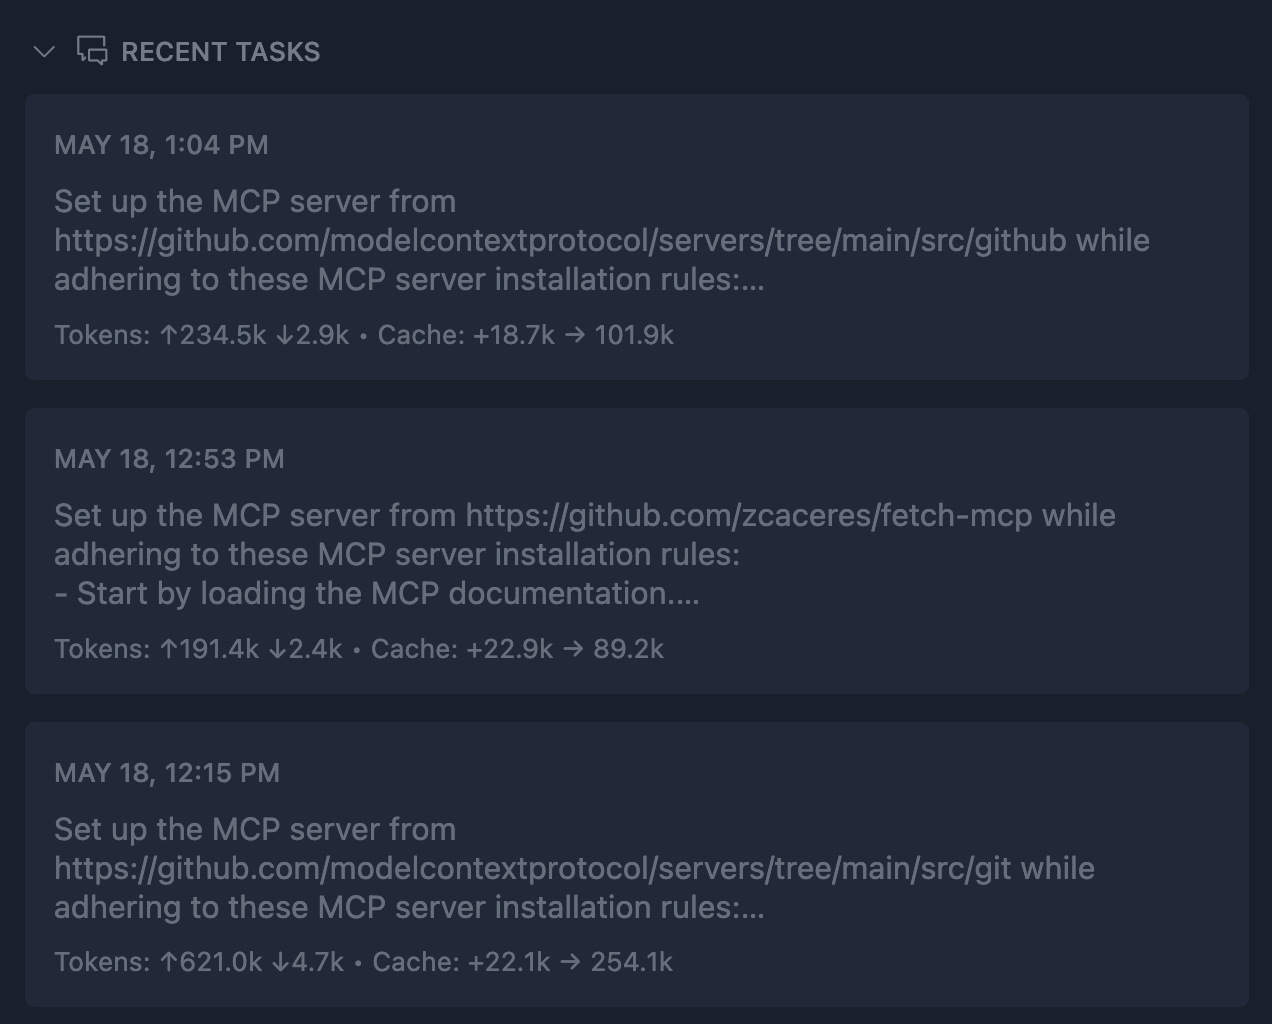 RECENT TASKS
MAY 18, 1:04 PM
Set up the MCP server from
https://github.com/modelcontextprotocol/servers/tree/main/src/github while
adhering to these MCP server installation rules:...
Tokens: ↑234.5k ↓2.9k • Cache: +18.7k → 101.9k
MAY 18, 12:53 PM
Set up the MCP server from https://github.com/zcaceres/fetch-mcp while
adhering to these MCP server installation rules:
- Start by loading the MCP documentation....
Tokens: ↑191.4k ↓2.4k • Cache: +22.9k → 89.2k
MAY 18, 12:15 PM
Set up the MCP server from
https://github.com/modelcontextprotocol/servers/tree/main/src/git while
adhering to these MCP server installation rules:...
Tokens: ↑621.0k ↓4.7k • Cache: +22.1k → 254.1k